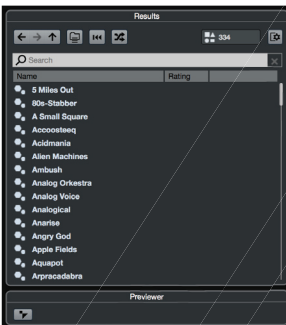 Results
334
Search
Name Rating
5 Miles Out
80s-Stabber
A Small Square
Accoosteeq
Acidmania
Alien Machines
Ambush
Analog Orkestra
Analog Voice
Analogical
Anarise
Angry God
Apple Fields
Aquapot
Arpracadabra
Previewer